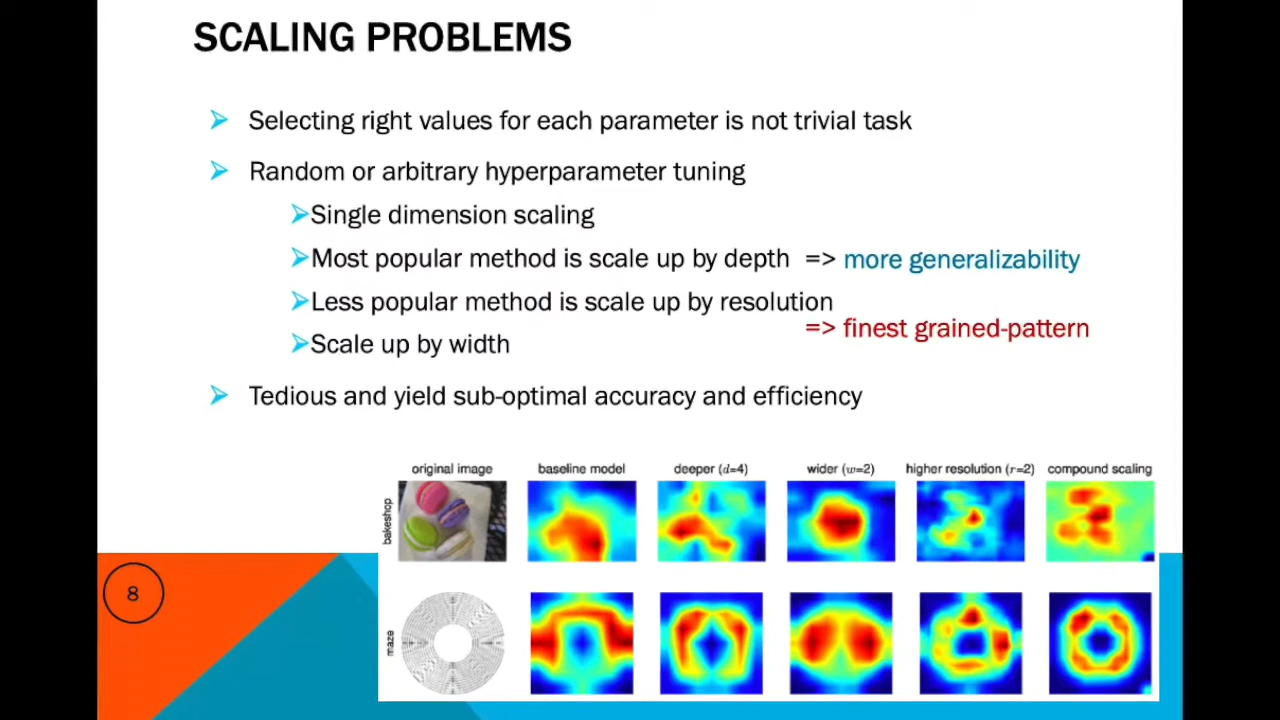 SCALING PROBLEMS
Selecting right values for each parameter is not trivial task
Random or arbitrary hyperparameter tuning
Single dimension scaling
Most popular method is scale up by depth => more generalizability
Less popular method is scale up by resolution
=> finest grained-pattern
Scale up by width
Tedious and yield sub-optimal accuracy and efficiency
original image baseline model deeper (d=4) wider (w=2) higher resolution (r=2) compound scaling
bakeshop
maze
8